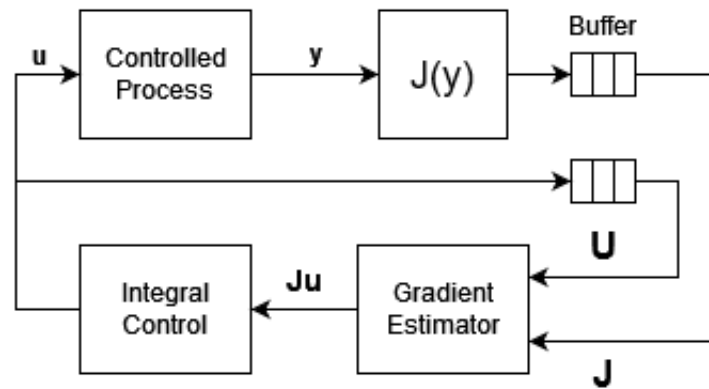 Buffer
u
Controlled
Process
y
J(y)
U
Integral
Control
Ju
Gradient
Estimator
J